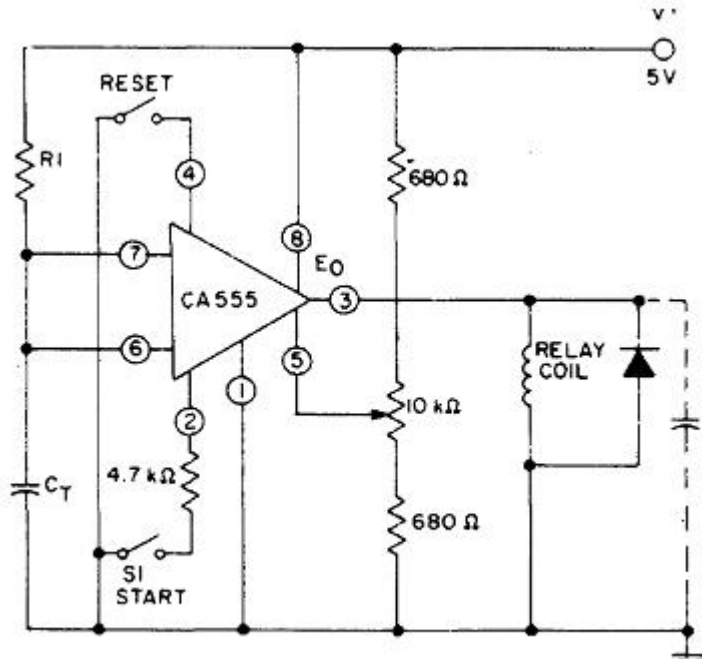 V+
5V
RESET
R1
680 Ω
4
8
7
E₀
CA555
3
6
5
1
RELAY
COIL
10 kΩ
2
4.7 kΩ
C_T
S1
START
680 Ω